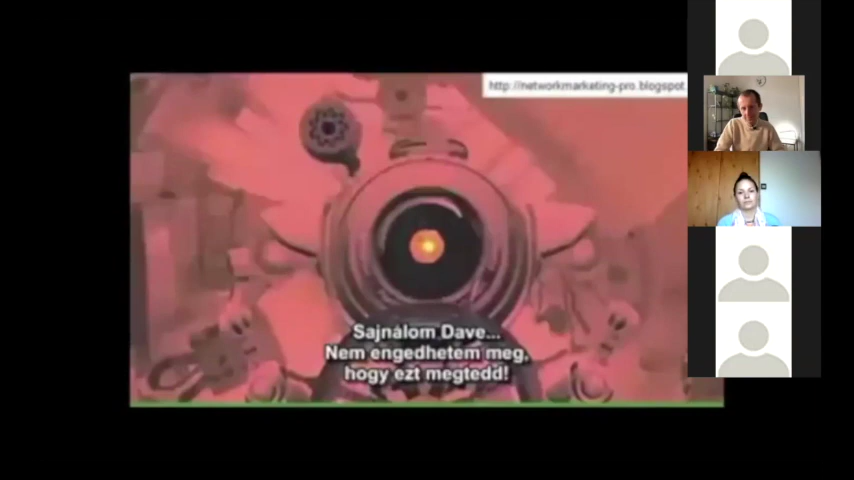 http://networkmarketing-pro.blogspot.
Sajnálom Dave...
Nem engedhetem meg,
hogy ezt megtedd!